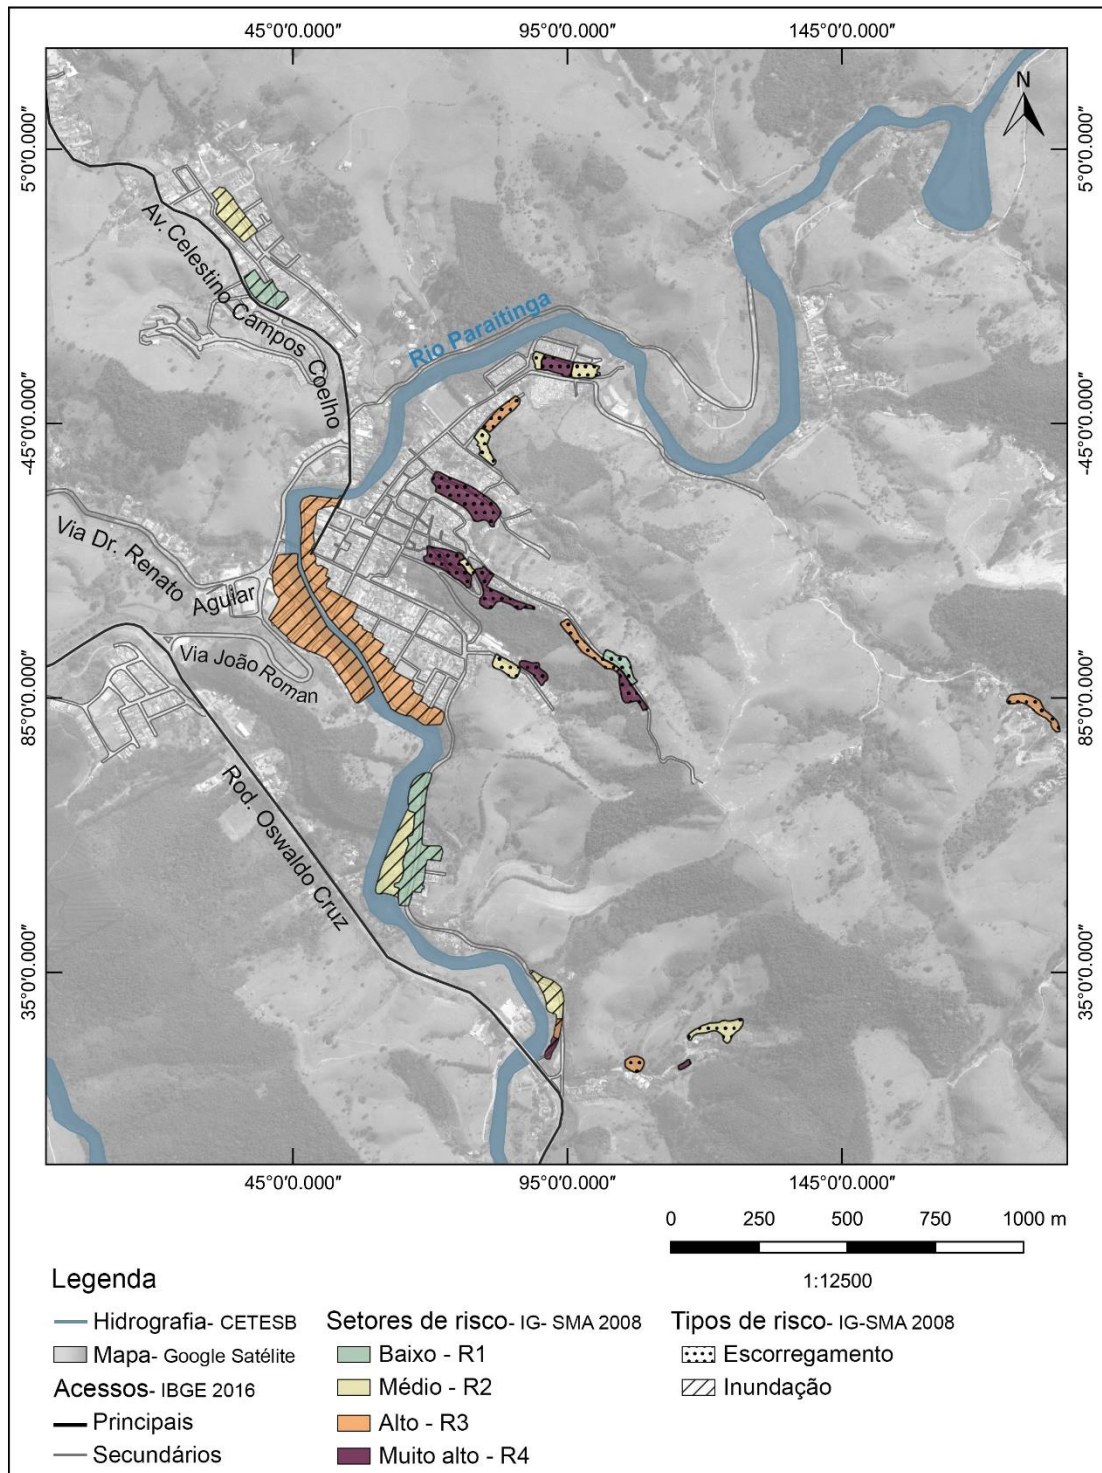 45°0'0.000" 95°0'0.000" 145°0'0.000"
N
5°0'0.000" 5°0'0.000"
Av. Celestino Campos Coelho
Rio Paraitinga
-45°0'0.000" -45°0'0.000"
Via Dr. Renato Aguiar
Via João Roman
85°0'0.000" 85°0'0.000"
Rod. Oswaldo Cruz
35°0'0.000" 35°0'0.000"
45°0'0.000" 95°0'0.000" 145°0'0.000"
0 250 500 750 1000 m
1:12500
Legenda
Hidrografia- CETESB
Mapa- Google Satélite
Acessos- IBGE 2016
Principais
Secundários
Setores de risco- IG- SMA 2008
Baixo - R1
Médio - R2
Alto - R3
Muito alto - R4
Tipos de risco- IG-SMA 2008
Escorregamento
Inundação